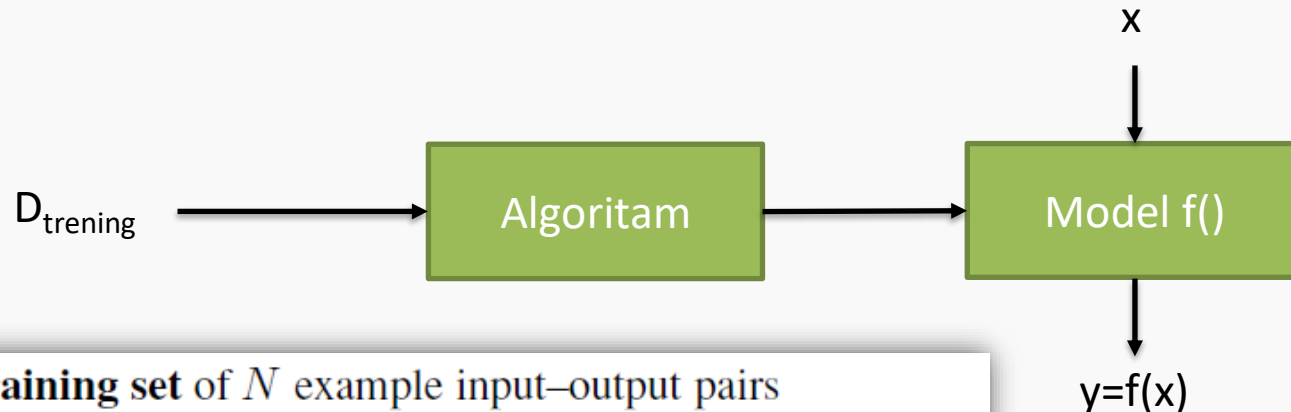 x
D_trening
Algoritam
Model f()
aining set of N example input–output pairs
y=f(x)